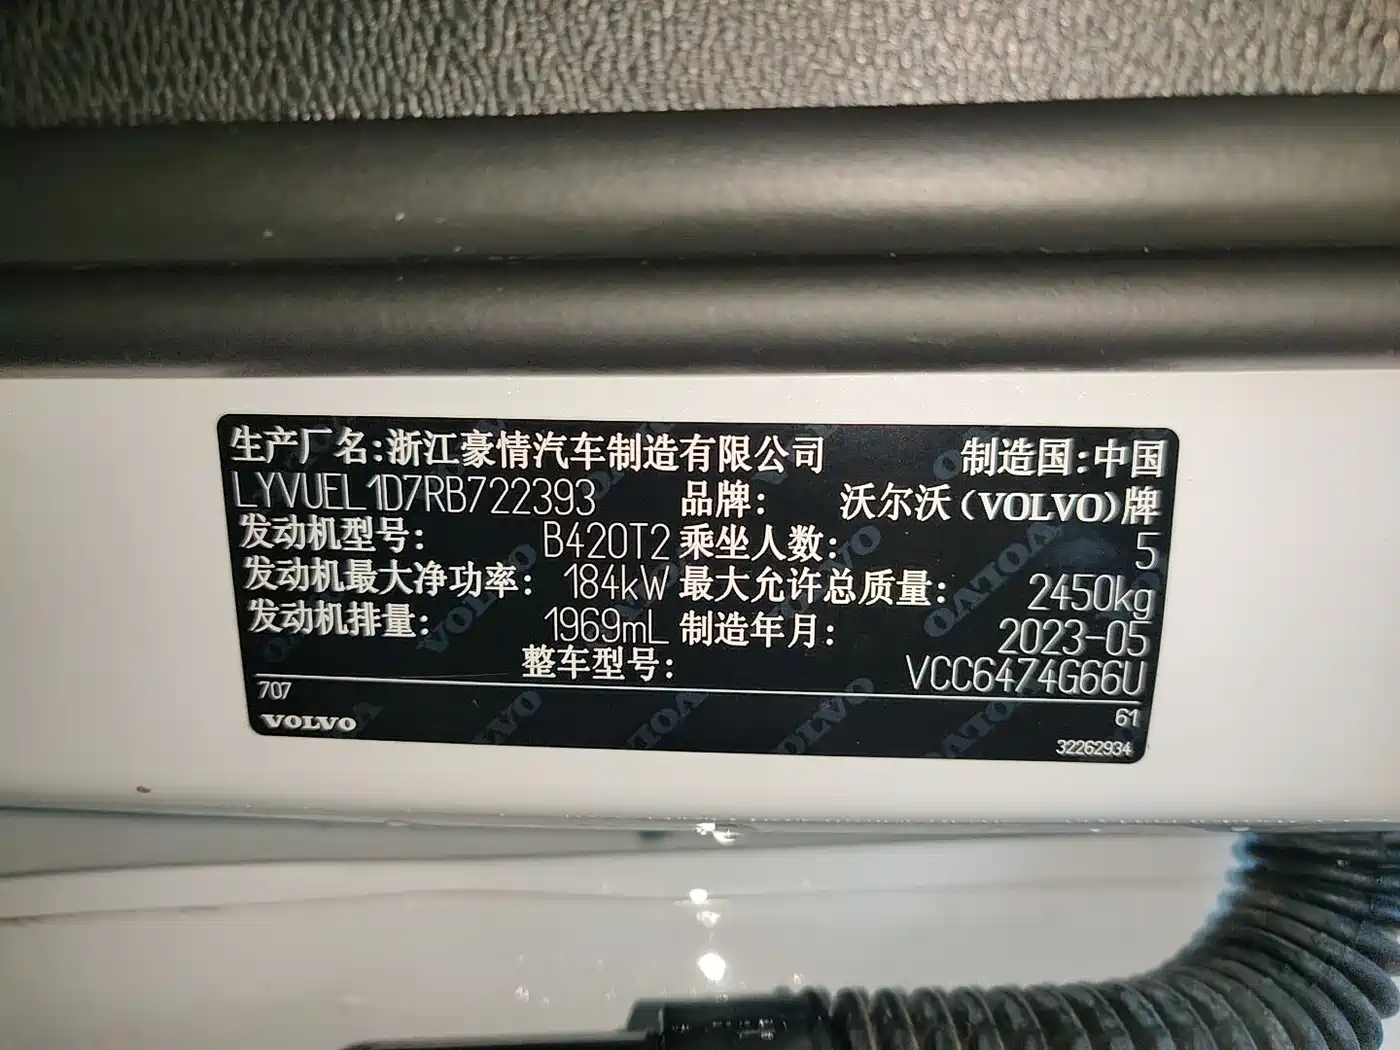 生产厂名:浙江豪情汽车制造有限公司 制造国:中国
LYVUEL1D7RB722393 品牌: 沃尔沃(VOLVO)牌
发动机型号: B420T2 乘坐人数: 5
发动机最大净功率: 184kW 最大允许总质量: 2450kg
发动机排量: 1969mL 制造年月: 2023-05
整车型号: VCC6474G66U
707 61
VOLVO 32262934